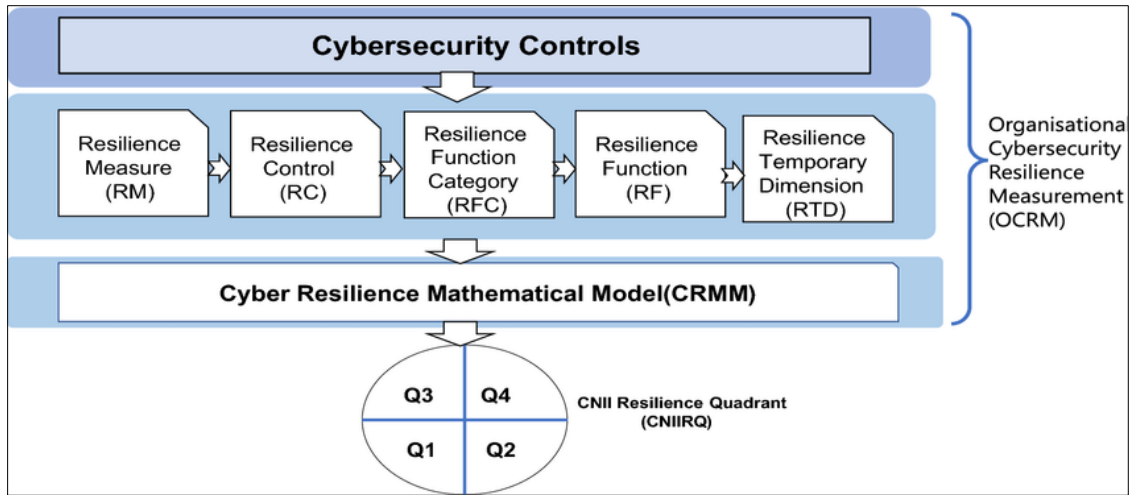 Cybersecurity Controls
Resilience
Measure
(RM)
Resilience
Control
(RC)
Resilience
Function
Category
(RFC)
Resilience
Function
(RF)
Resilience
Temporary
Dimension
(RTD)
Organisational
Cybersecurity
Resilience
Measurement
(OCRM)
Cyber Resilience Mathematical Model(CRMM)
Q3
Q4
Q1
Q2
CNII Resilience Quadrant
(CNIIRQ)